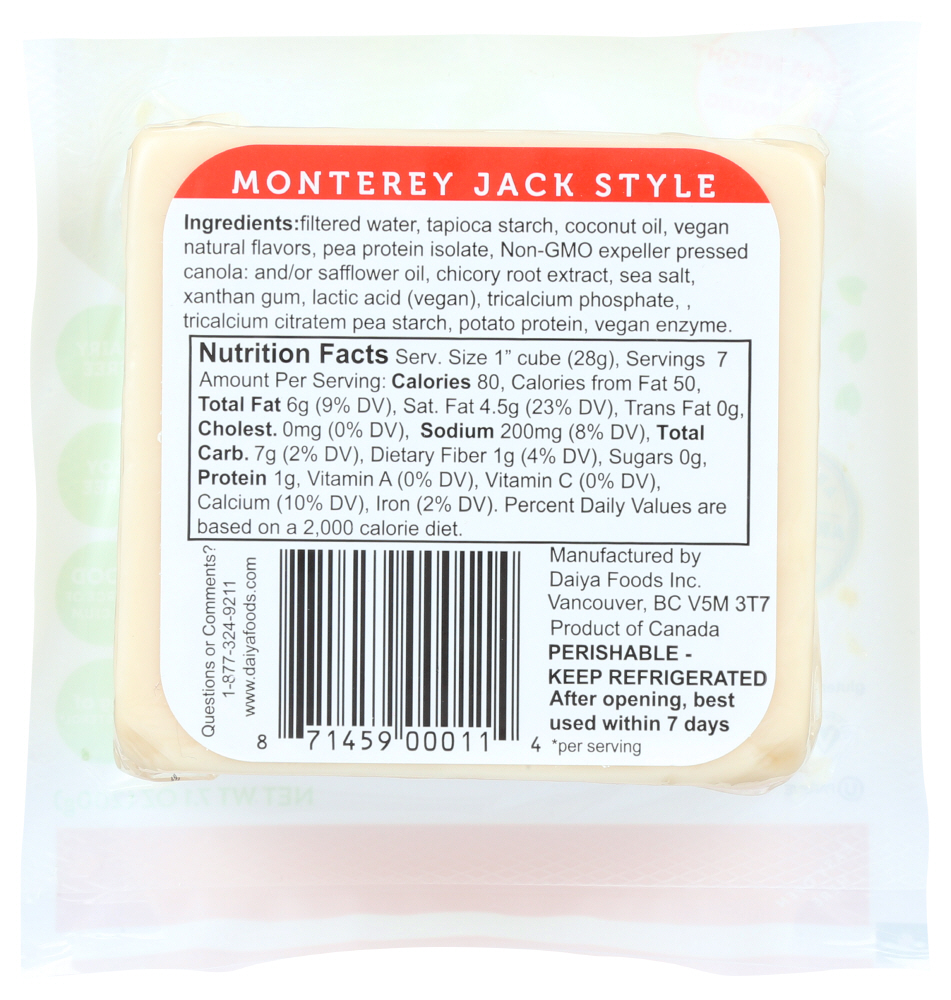 MONTEREY JACK STYLE
Ingredients:filtered water, tapioca starch, coconut oil, vegan
natural flavors, pea protein isolate, Non-GMO expeller pressed
canola: and/or safflower oil, chicory root extract, sea salt,
xanthan gum, lactic acid (vegan), tricalcium phosphate, ,
tricalcium citratem pea starch, potato protein, vegan enzyme.
Nutrition Facts Serv. Size 1” cube (28g), Servings 7
Amount Per Serving: Calories 80, Calories from Fat 50,
Total Fat 6g (9% DV), Sat. Fat 4.5g (23% DV), Trans Fat 0g,
Cholest. 0mg (0% DV), Sodium 200mg (8% DV), Total
Carb. 7g (2% DV), Dietary Fiber 1g (4% DV), Sugars 0g,
Protein 1g, Vitamin A (0% DV), Vitamin C (0% DV),
Calcium (10% DV), Iron (2% DV). Percent Daily Values are
based on a 2,000 calorie diet.
Questions or Comments?
1-877-324-9211
www.daiyafoods.com
8 71459 00011 4
Manufactured by
Daiya Foods Inc.
Vancouver, BC V5M 3T7
Product of Canada
PERISHABLE -
KEEP REFRIGERATED
After opening, best
used within 7 days
*per serving